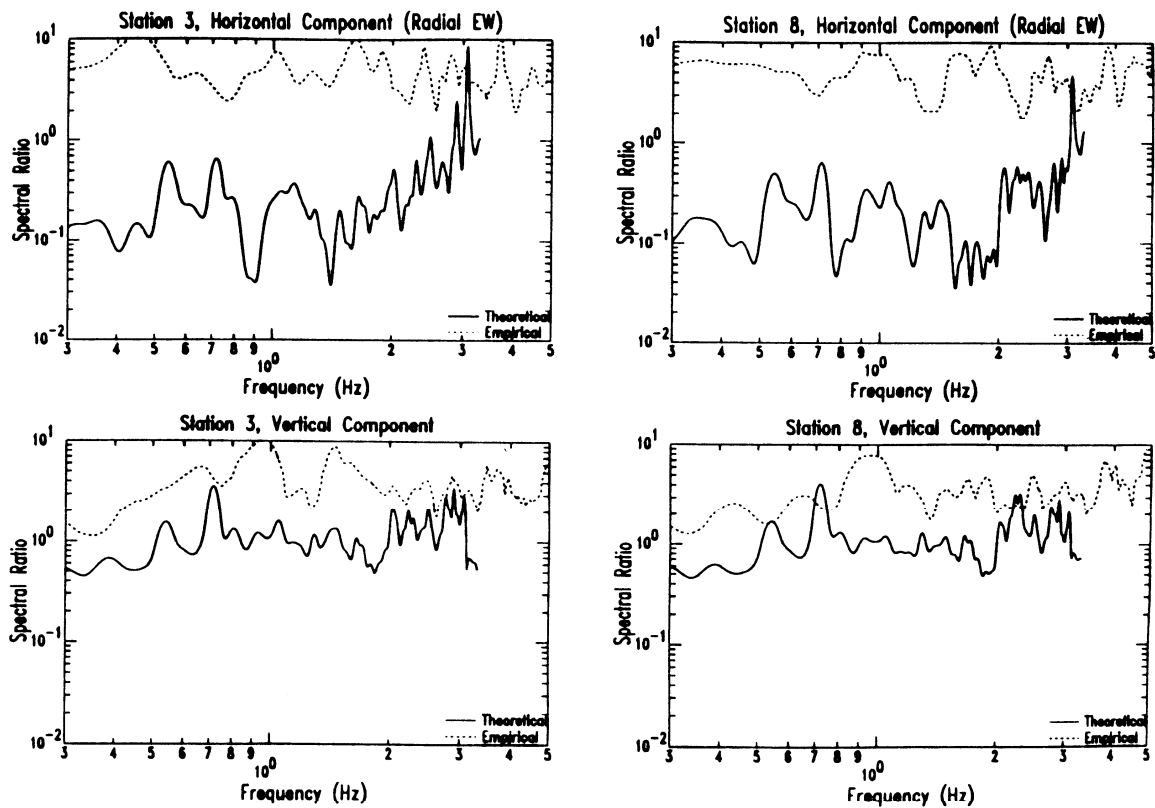 Station 3, Horizontal Component (Radial EW)
10^1
10^0
10^-1
10^-2
Spectral Ratio
Theoretical
Empirical
3 4 5 6 7 8 9 10^0 2 3 4 5
Frequency (Hz)
Station 8, Horizontal Component (Radial EW)
10^1
10^0
10^-1
10^-2
Spectral Ratio
Theoretical
Empirical
3 4 5 6 7 8 9 10^0 2 3 4 5
Frequency (Hz)
Station 3, Vertical Component
10^1
10^0
10^-1
10^-2
Spectral Ratio
Theoretical
Empirical
3 4 5 6 7 8 9 10^0 2 3 4 5
Frequency (Hz)
Station 8, Vertical Component
10^1
10^0
10^-1
10^-2
Spectral Ratio
Theoretical
Empirical
3 4 5 6 7 8 9 10^0 2 3 4 5
Frequency (Hz)